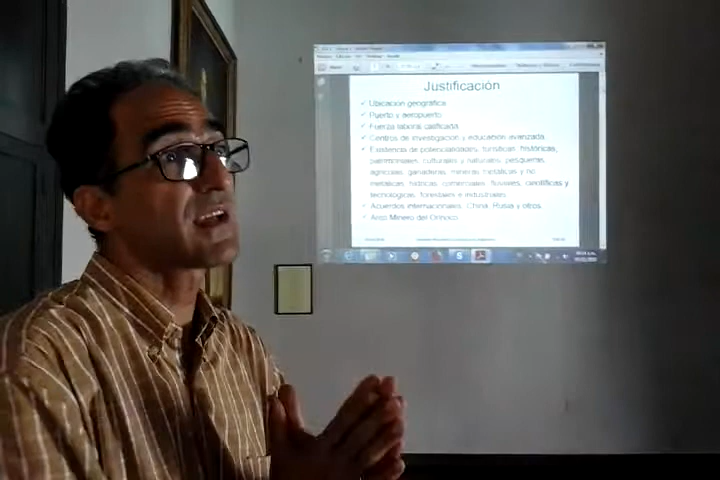 Justificación
✓ Ubicación geográfica
✓ Puerto y aeropuerto
✓ Fuerza laboral calificada
✓ Centros de investigación y educación avanzada
✓ Existencia de potencialidades turísticas, históricas,
patrimoniales, culturales y naturales, pesqueras,
agrícolas, ganaderas, mineras metálicas y no
metálicas, hídricas, comerciales, fluviales, científicas y
tecnológicas, forestales e industriales
✓ Acuerdos internacionales, China, Rusia y otros
✓ Arco Minero del Orinoco